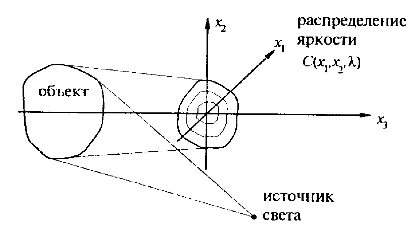 x₂
x₁
распределение
яркости
C(x₁,x₂,λ)
объект
x₃
источник
света